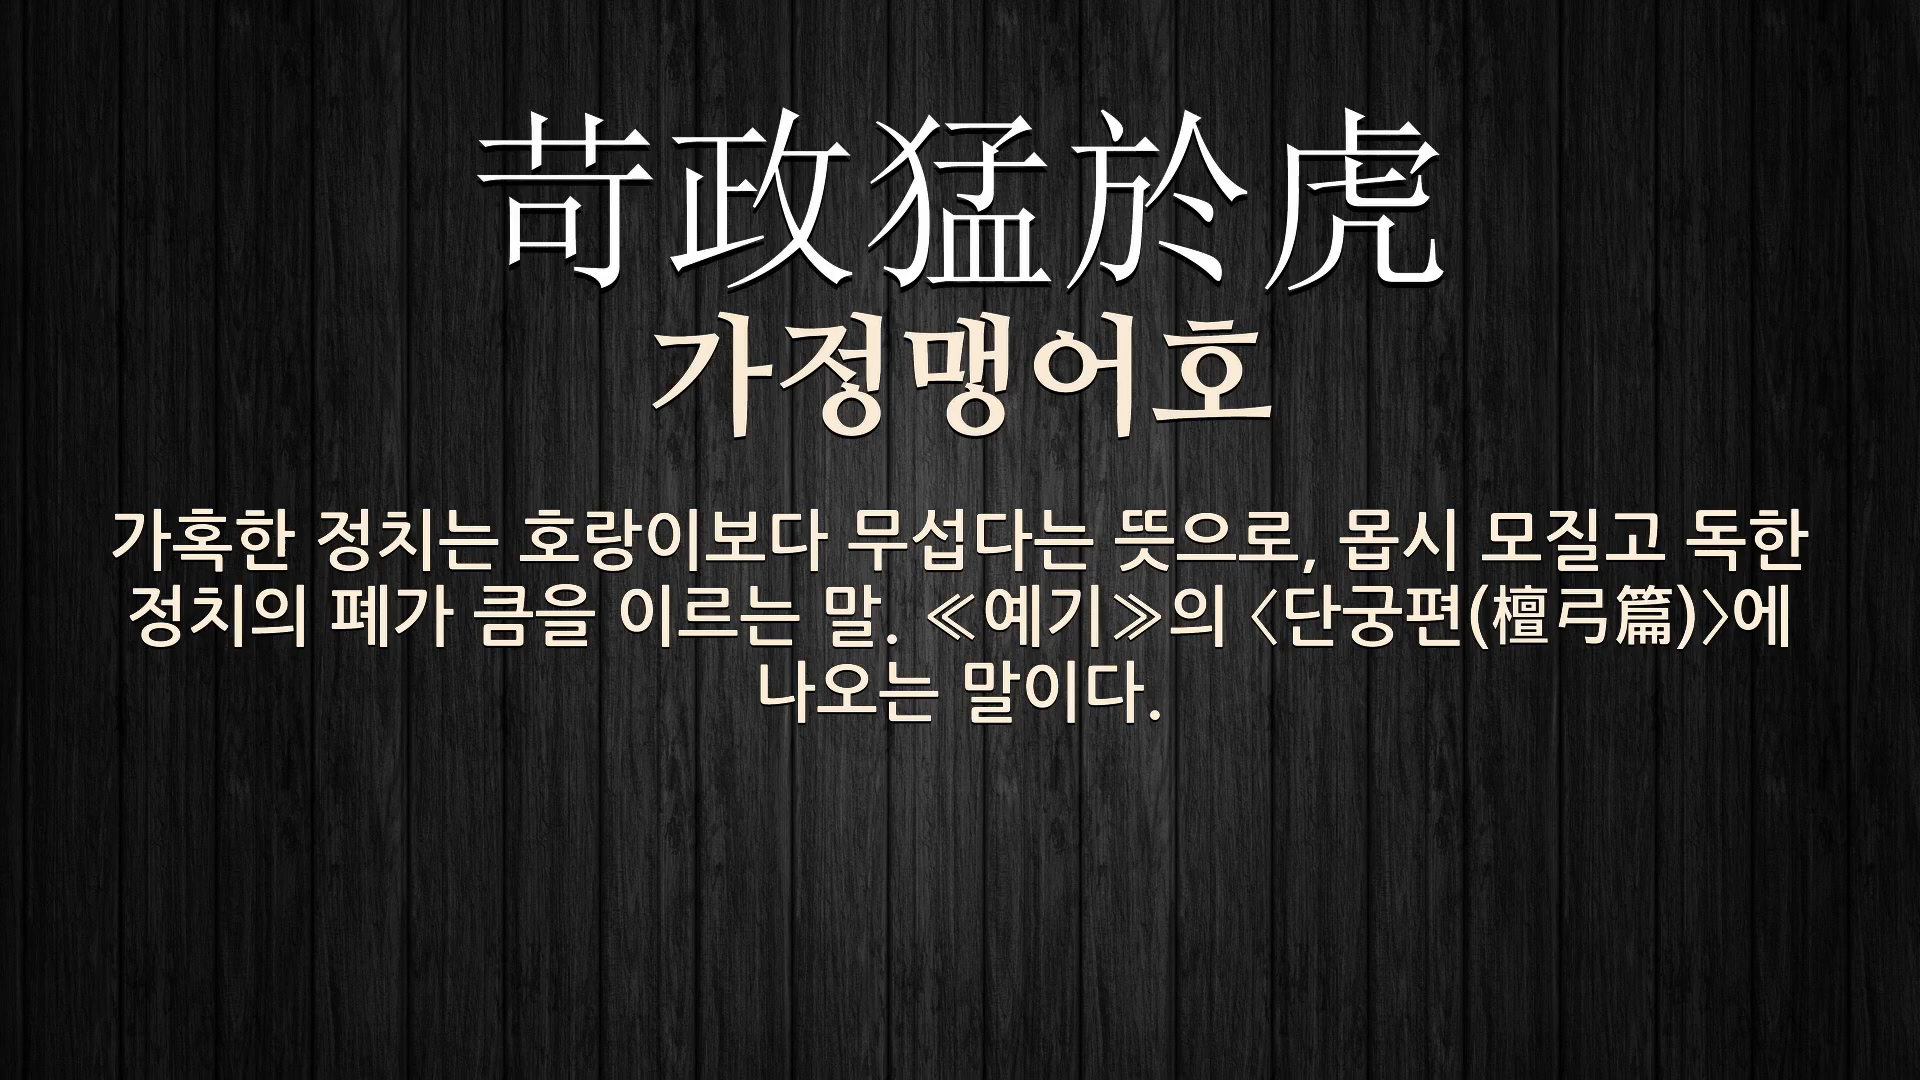 苛政猛於虎
가정맹어호
가혹한 정치는 호랑이보다 무섭다는 뜻으로, 몹시 모질고 독한
정치의 폐가 큼을 이르는 말. ≪예기≫의 〈단궁편(檀弓篇)〉에
나오는 말이다.